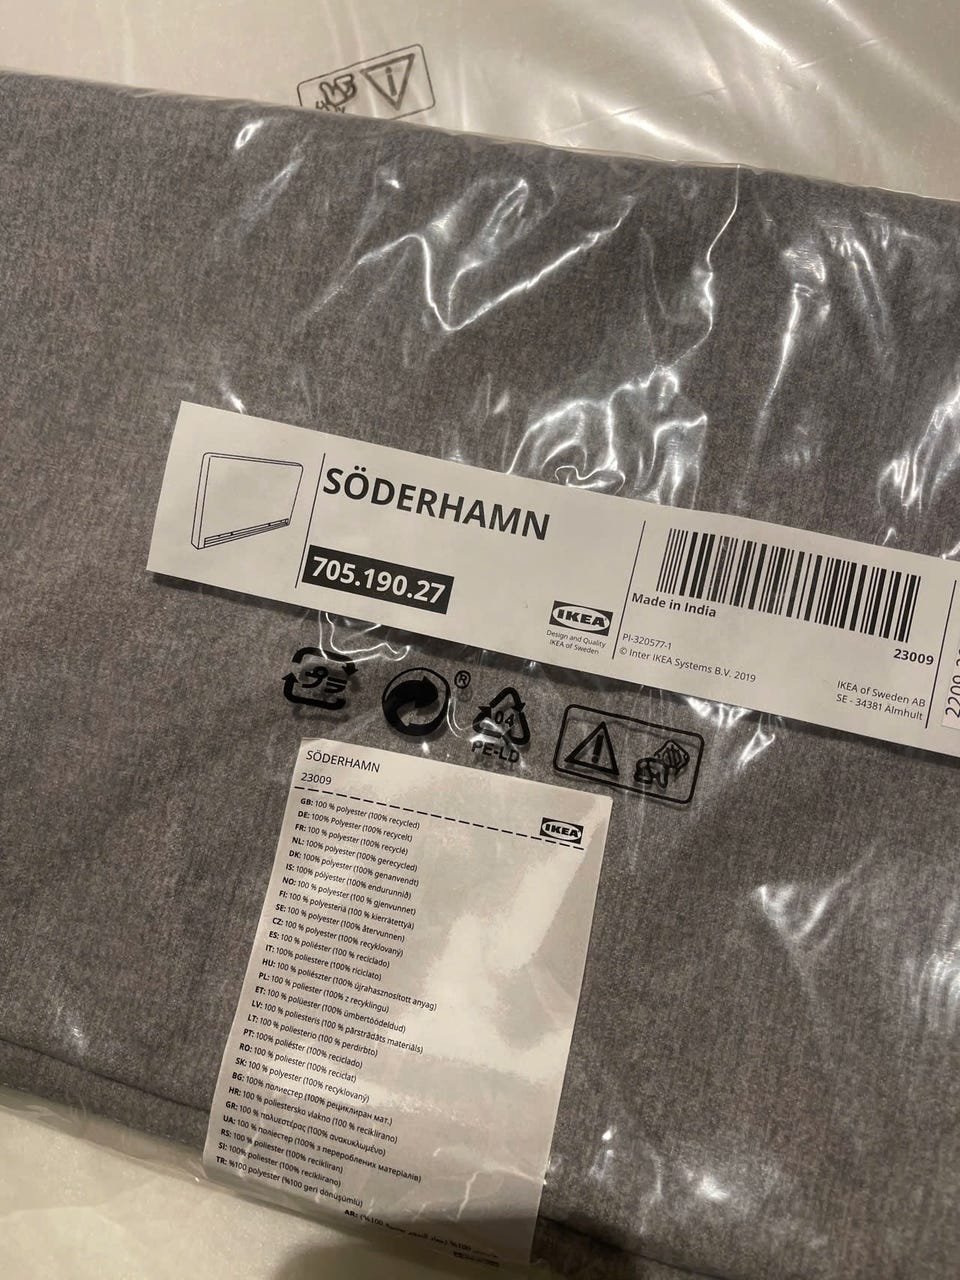 SÖDERHAMN
705.190.27
IKEA
Design and Quality
IKEA of Sweden
Made in India
PI-320577-1
© Inter IKEA Systems B.V. 2019
23009
IKEA of Sweden AB
SE - 34381 Älmhult
プラ
®
04
PE-LD
SÖDERHAMN
23009
IKEA
GB: 100 % polyester (100% recycled)
DE: 100% Polyester (100% recycelt)
FR: 100 % polyester (100% recyclé)
NL: 100% polyester (100% gerecycled)
DK: 100% polyester (100% genanvendt)
IS: 100% pólýester (100% endurunnið)
NO: 100 % polyester (100 % gjenvunnet)
FI: 100 % polyesteriä (100 % kierrätettyä)
SE: 100 % polyester (100% återvunnen)
CZ: 100 % polyester (100% recyklovaný)
ES: 100 % poliéster (100 % reciclado)
IT: 100% poliestere (100% riciclato)
HU: 100 % poliészter (100% újrahasznosított anyag)
PL: 100 % poliester (100% z recyklingu)
ET: 100% polüester (100% ümbertöödeldud)
LV: 100% poliesteris (100 % pārstrādāts materiāls)
LT: 100% poliesterio (100 % perdirbto)
PT: 100% poliéster (100% reciclado)
RO: 100 % poliester (100% reciclat)
SK: 100 % polyester (100% recyklovaný)
BG: 100% полиестер (100% рециклиран мат.)
HR: 100 % poliestersko vlakno (100 % reciklirano)
GR: 100 % πολυεστέρας (100% ανακυκλωμένο)
UA: 100 % поліестер (100% з перероблених матеріалів)
RS: 100 % poliester (100% recikliran)
SI: 100% poliester (100% reciklirano)
TR: %100 polyester (%100 geri dönüşümlü)
AR: